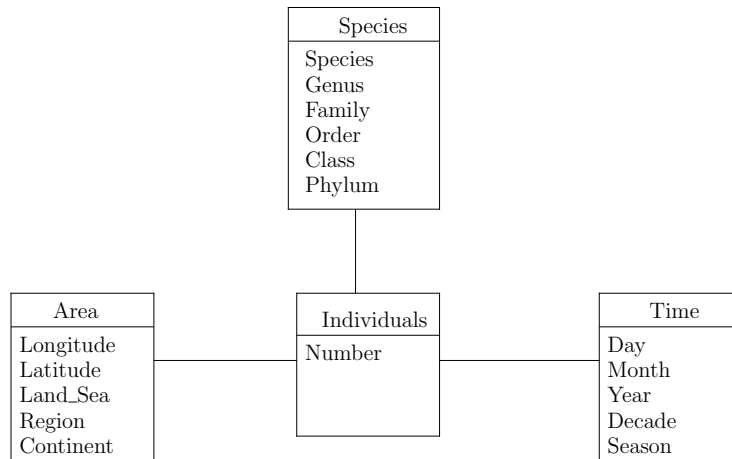 Species
Species
Genus
Family
Order
Class
Phylum
Area
Longitude
Latitude
Land_Sea
Region
Continent
Individuals
Number
Time
Day
Month
Year
Decade
Season